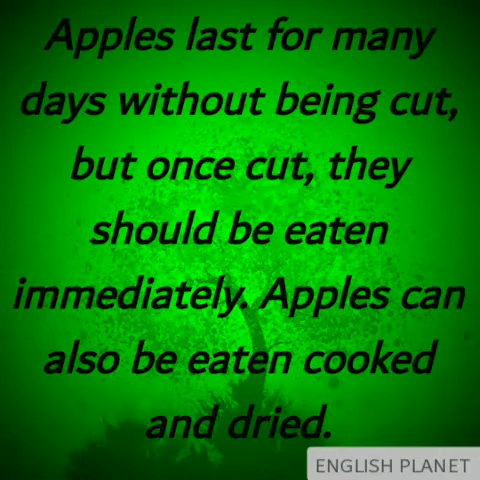 Apples last for many
days without being cut,
but once cut, they
should be eaten
immediately. Apples can
also be eaten cooked
and dried.
ENGLISH PLANET